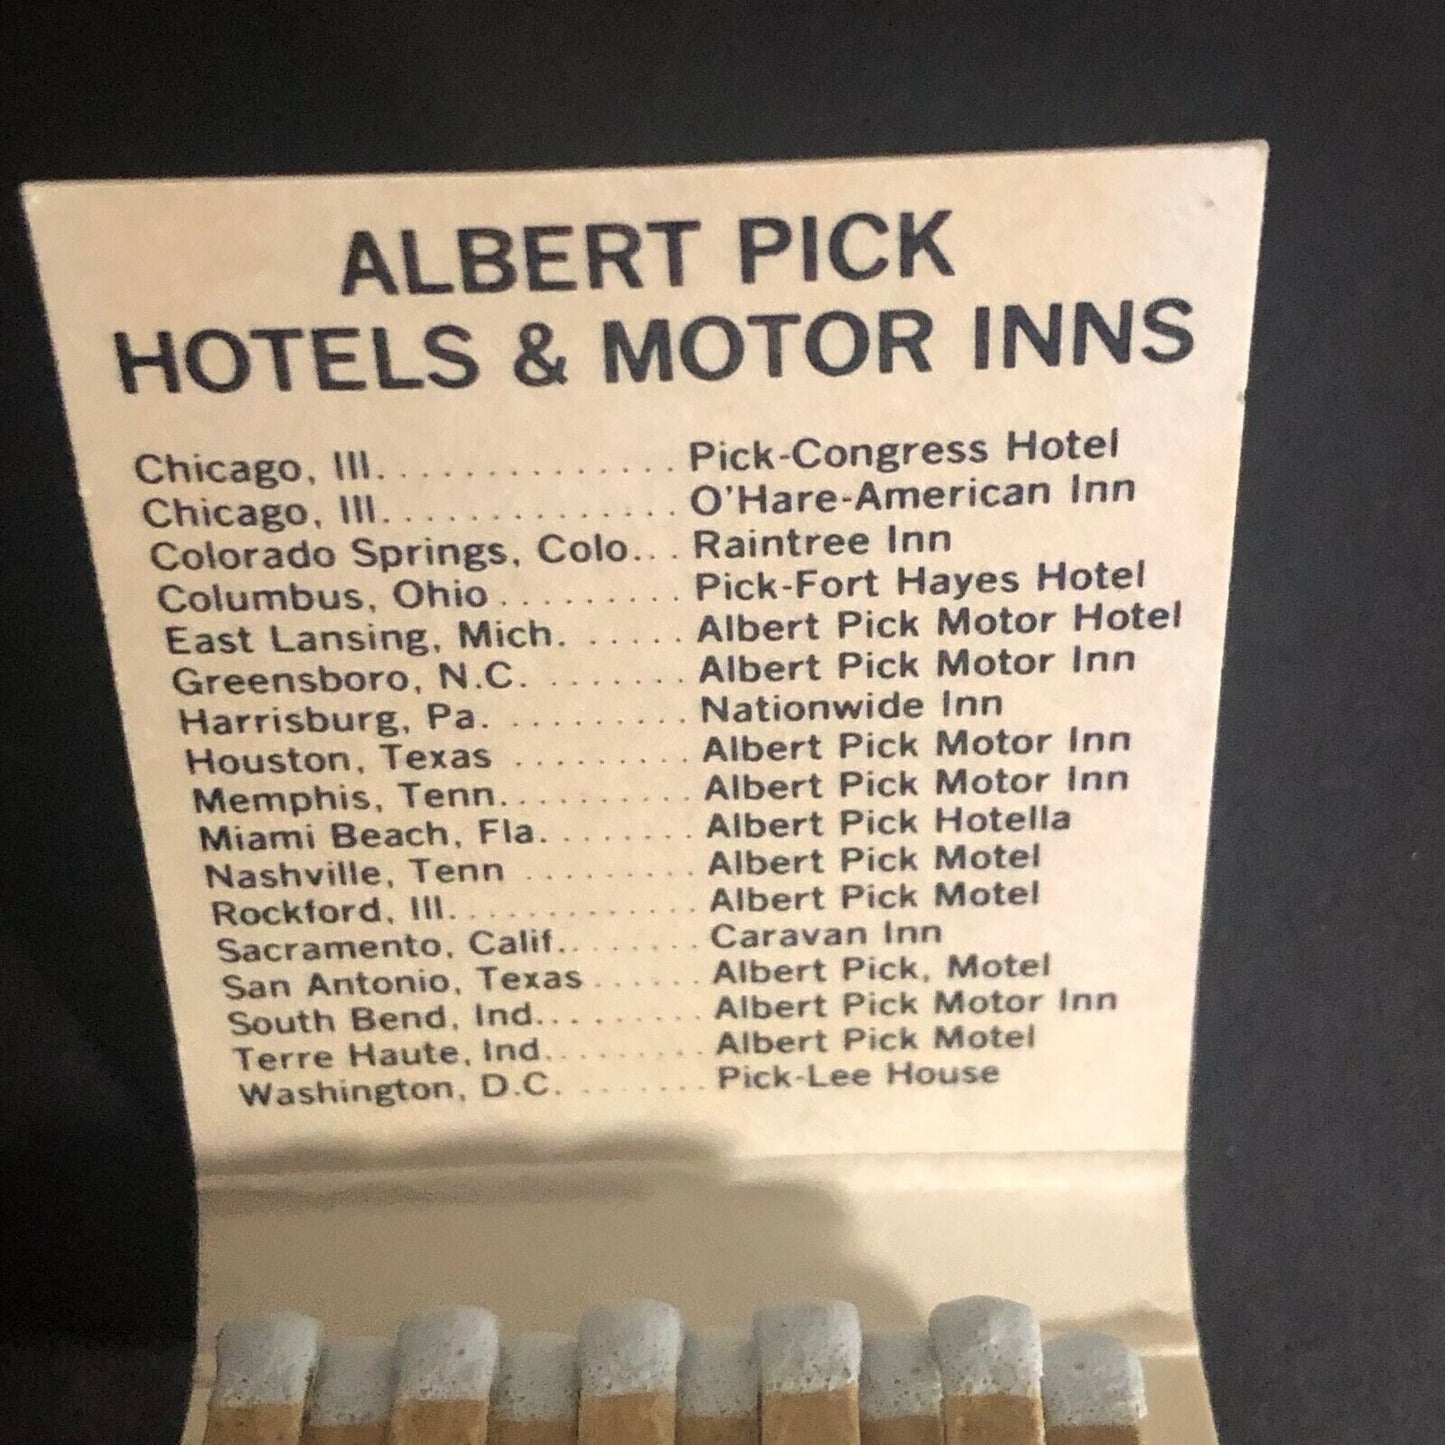 ALBERT PICK
HOTELS & MOTOR INNS
Chicago, Ill. . . . . . . . . . . . . . . Pick-Congress Hotel
Chicago, Ill. . . . . . . . . . . . . . . O'Hare-American Inn
Colorado Springs, Colo. . . Raintree Inn
Columbus, Ohio . . . . . . . . . Pick-Fort Hayes Hotel
East Lansing, Mich. . . . . . Albert Pick Motor Hotel
Greensboro, N.C. . . . . . . . Albert Pick Motor Inn
Harrisburg, Pa. . . . . . . . . . Nationwide Inn
Houston, Texas . . . . . . . . . Albert Pick Motor Inn
Memphis, Tenn. . . . . . . . . . Albert Pick Motor Inn
Miami Beach, Fla. . . . . . . . Albert Pick Hotella
Nashville, Tenn . . . . . . . . . Albert Pick Motel
Rockford, Ill. . . . . . . . . . . . . Albert Pick Motel
Sacramento, Calif. . . . . . . . Caravan Inn
San Antonio, Texas . . . . . . Albert Pick, Motel
South Bend, Ind. . . . . . . . . Albert Pick Motor Inn
Terre Haute, Ind. . . . . . . . . Albert Pick Motel
Washington, D.C. . . . . . . . Pick-Lee House